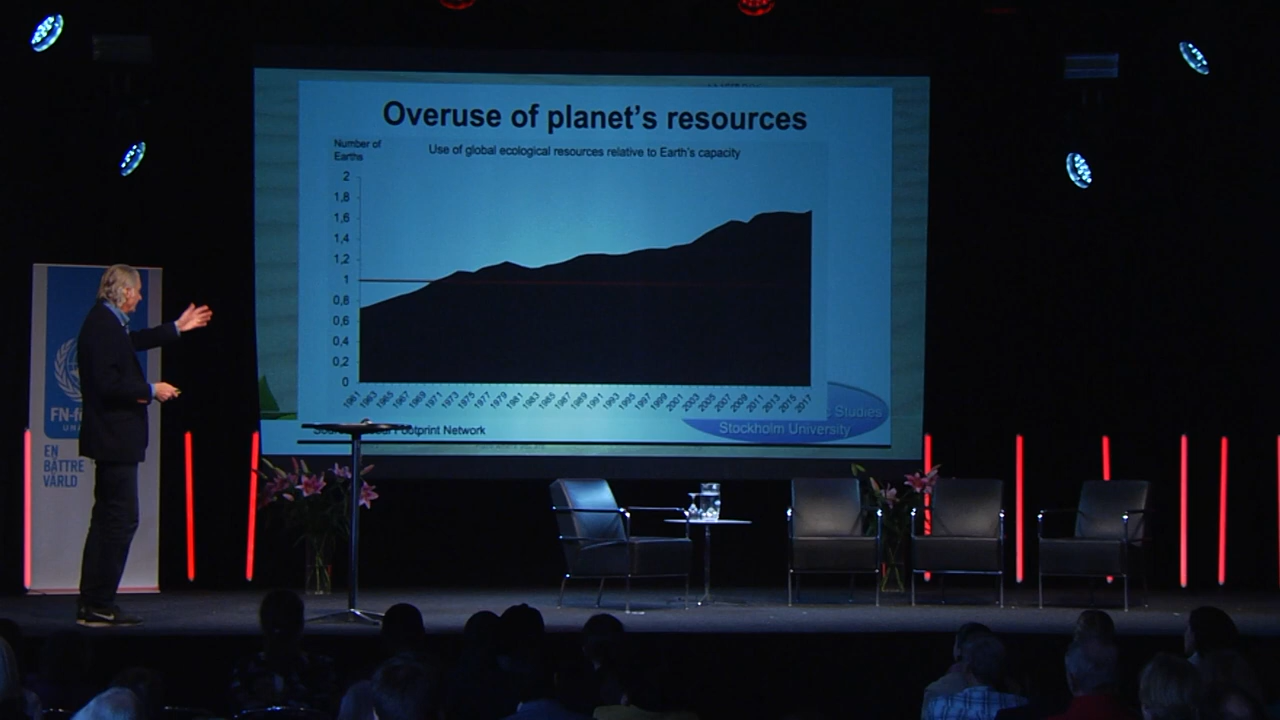 Overuse of planet's resources
Number of
Earths
Use of global ecological resources relative to Earth's capacity
2
1,8
1,6
1,4
1,2
1
0,8
0,6
0,4
0,2
0
1961 1963 1965 1967 1969 1971 1973 1975 1977 1979 1981 1983 1985 1987 1989 1991 1993 1995 1997 1999 2001 2003 2005 2007 2009 2011 2013 2015 2017
Footprint Network
Studies
Stockholm University
EN
BÄTTRE
VÄRLD